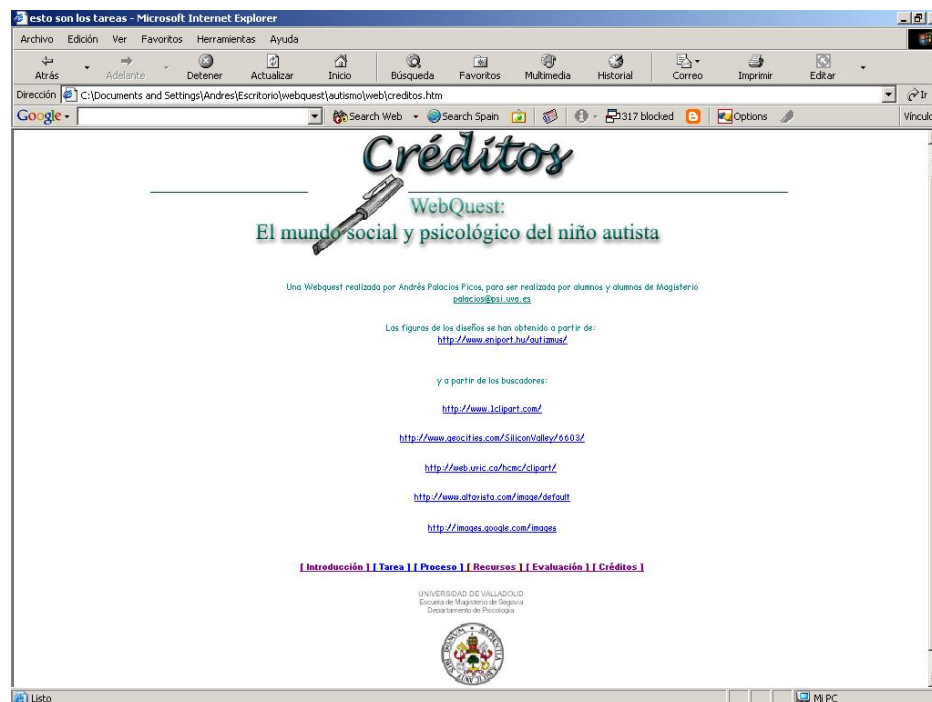 esto son los tareas - Microsoft Internet Explorer
Archivo Edición Ver Favoritos Herramientas Ayuda
Atrás Adelante Detener Actualizar Inicio Búsqueda Favoritos Multimedia Historial Correo Imprimir Editar
Dirección C:\Documents and Settings\Andres\Escritorio\webquest\autismo\web\creditos.htm Ir
Google Search Web Search Spain 317 blocked Options Vínculo
Créditos
WebQuest:
El mundo social y psicológico del niño autista
Una Webquest realizada por Andrés Palacios Picos, para ser realizada por alumnos y alumnas de Magisterio
palacios@psi.uva.es
Las figuras de los diseños se han obtenido a partir de:
http://www.eniport.hu/autizmus/
y a partir de los buscadores:
http://www.1clipart.com/
http://www.geocities.com/SiliconValley/6603/
http://web.uvic.ca/hcmc/clipart/
http://www.altavista.com/image/default
http://images.google.com/images
[ Introducción ] [ Tarea ] [ Proceso ] [ Recursos ] [ Evaluación ] [ Créditos ]
UNIVERSIDAD DE VALLADOLID
Escuela de Magisterio de Segovia
Departamento de Psicología
Listo Mi PC